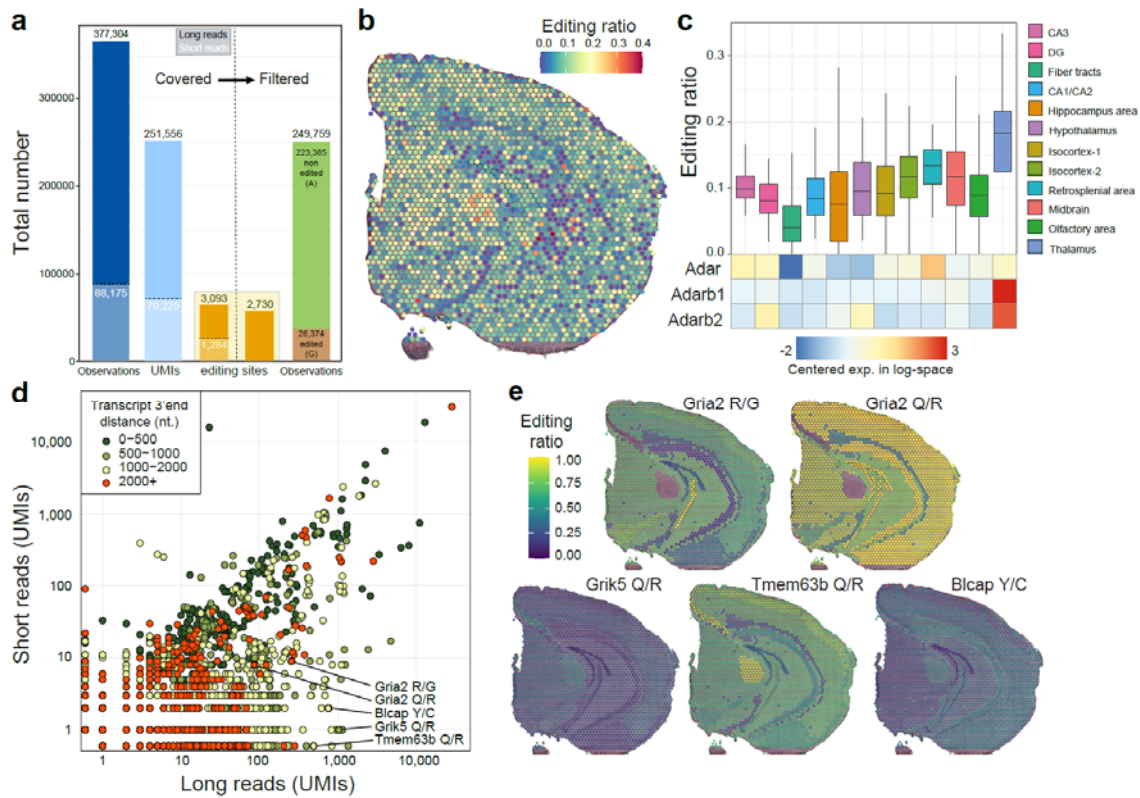 a
377,304
Long reads
Short reads
Covered
Filtered
300000
251,556
249,759
223,385
non
edited
(A)
200000
Total number
100000
88,175
70,225
3,093
2,730
1,284
26,374
edited
(G)
0
Observations
UMIs
editing sites
Observations
b
Editing ratio
0.0 0.1 0.2 0.3 0.4
c
Editing ratio
0.3
0.2
0.1
0.0
CA3
DG
Fiber tracts
CA1/CA2
Hippocampus area
Hypothalamus
Isocortex-1
Isocortex-2
Retrosplenial area
Midbrain
Olfactory area
Thalamus
Adar
Adarb1
Adarb2
-2
3
Centered exp. in log-space
d
Transcript 3'end
distance (nt.)
0-500
500-1000
1000-2000
2000+
Short reads (UMIs)
10,000
1,000
100
10
1
Gria2 R/G
Gria2 Q/R
Blcap Y/C
Grik5 Q/R
Tmem63b Q/R
1
10
100
1,000
10,000
Long reads (UMIs)
e
Editing
ratio
1.00
0.75
0.50
0.25
0.00
Gria2 R/G
Gria2 Q/R
Grik5 Q/R
Tmem63b Q/R
Blcap Y/C